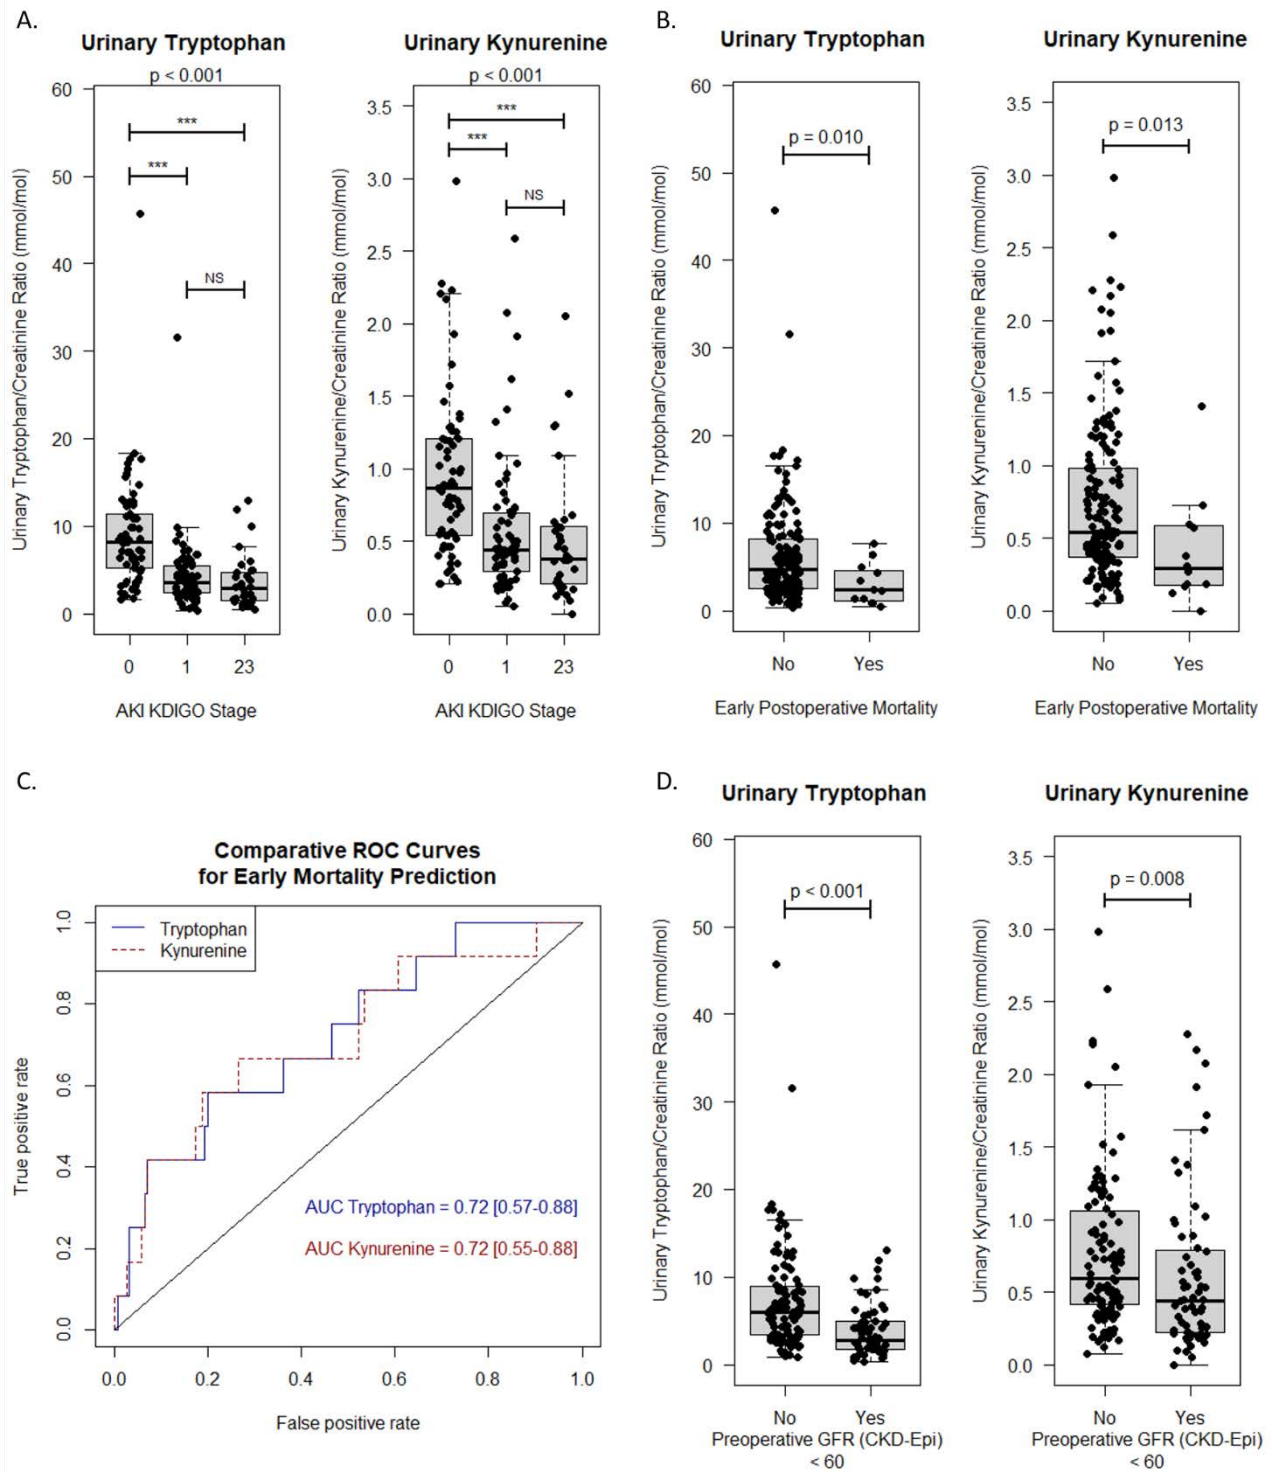 A.
Urinary Tryptophan
p < 0.001
60
50
40
30
20
10
0
Urinary Tryptophan/Creatinine Ratio (mmol/mol)
***
***
NS
0 1 23
AKI KDIGO Stage
Urinary Kynurenine
p < 0.001
3.5
3.0
2.5
2.0
1.5
1.0
0.5
0.0
Urinary Kynurenine/Creatinine Ratio (mmol/mol)
***
***
NS
0 1 23
AKI KDIGO Stage
B.
Urinary Tryptophan
60
50
40
30
20
10
0
Urinary Tryptophan/Creatinine Ratio (mmol/mol)
p = 0.010
No Yes
Early Postoperative Mortality
Urinary Kynurenine
3.5
3.0
2.5
2.0
1.5
1.0
0.5
0.0
Urinary Kynurenine/Creatinine Ratio (mmol/mol)
p = 0.013
No Yes
Early Postoperative Mortality
C.
Comparative ROC Curves
for Early Mortality Prediction
Tryptophan
Kynurenine
1.0
0.8
0.6
0.4
0.2
0.0
True positive rate
AUC Tryptophan = 0.72 [0.57-0.88]
AUC Kynurenine = 0.72 [0.55-0.88]
0.0 0.2 0.4 0.6 0.8 1.0
False positive rate
D.
Urinary Tryptophan
60
50
40
30
20
10
0
Urinary Tryptophan/Creatinine Ratio (mmol/mol)
p < 0.001
No Yes
Preoperative GFR (CKD-Epi)
< 60
Urinary Kynurenine
3.5
3.0
2.5
2.0
1.5
1.0
0.5
0.0
Urinary Kynurenine/Creatinine Ratio (mmol/mol)
p = 0.008
No Yes
Preoperative GFR (CKD-Epi)
< 60